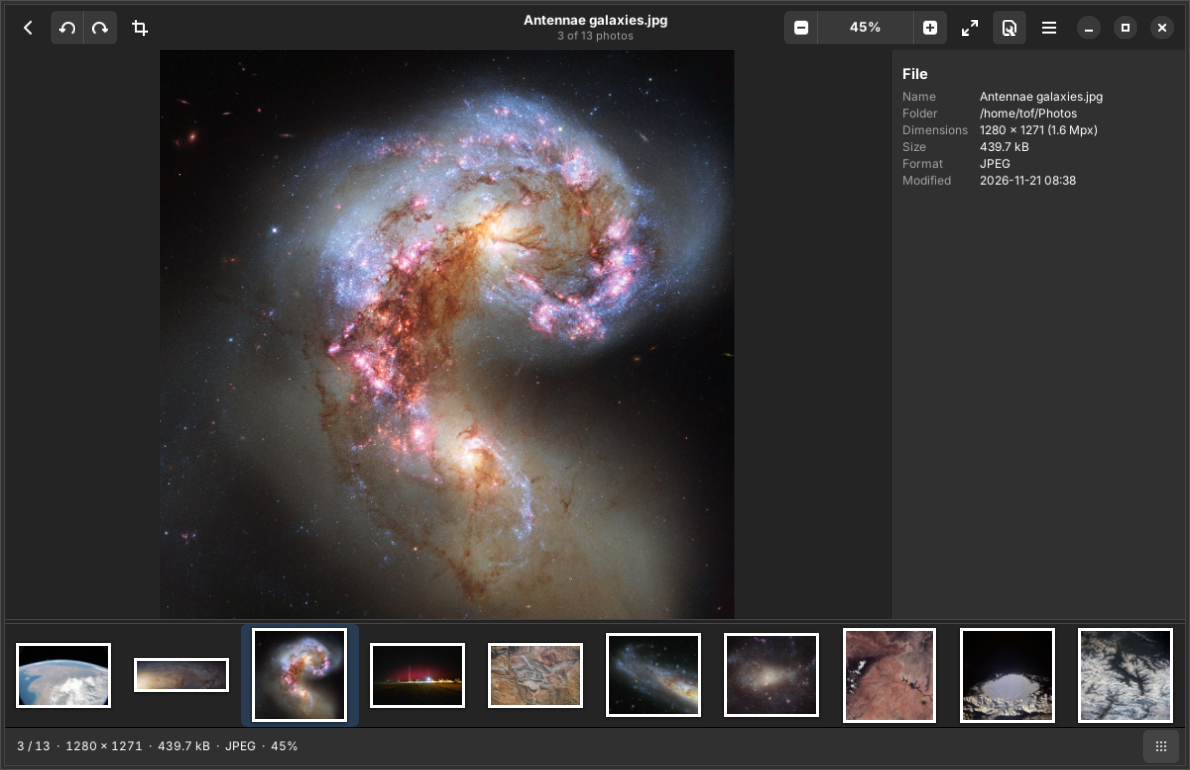 Antennae galaxies.jpg
3 of 13 photos
45%
File
Name Antennae galaxies.jpg
Folder /home/tof/Photos
Dimensions 1280 × 1271 (1.6 Mpx)
Size 439.7 kB
Format JPEG
Modified 2026-11-21 08:38
3 / 13 · 1280 × 1271 · 439.7 kB · JPEG · 45%